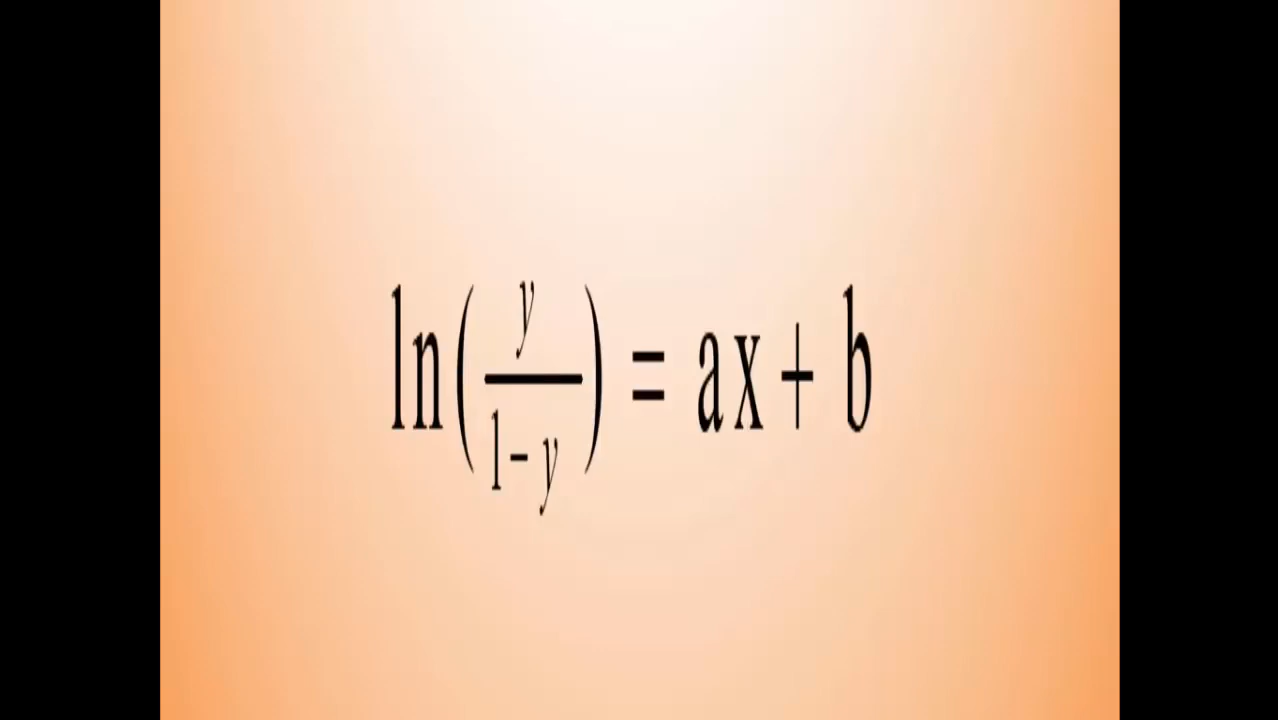 ln(y/1−y) = ax + b